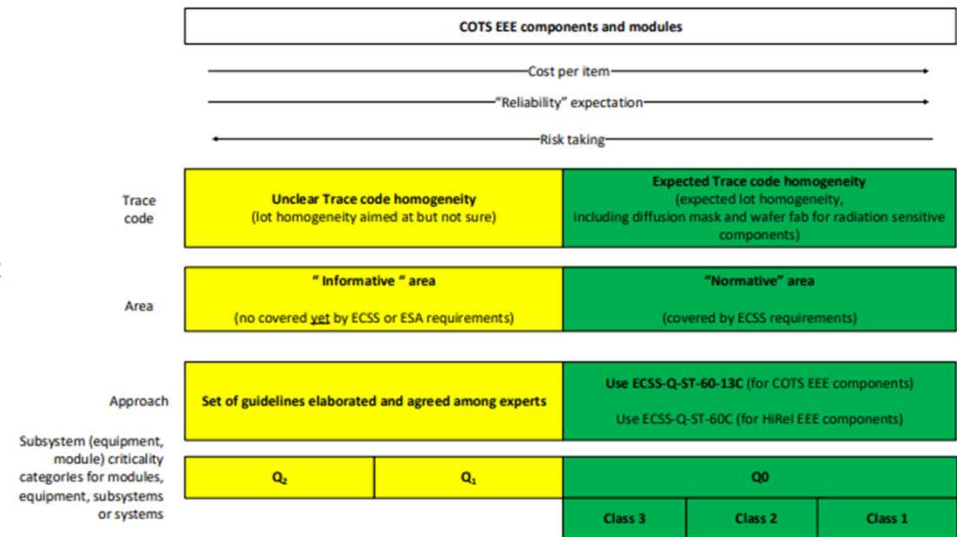 COTS EEE components and modules
Cost per item
"Reliability" expectation
Risk taking
Trace
code
Unclear Trace code homogeneity
(lot homogeneity aimed at but not sure)
Expected Trace code homogeneity
(expected lot homogeneity,
including diffusion mask and wafer fab for radiation sensitive
components)
Area
" Informative " area
(no covered yet by ECSS or ESA requirements)
"Normative" area
(covered by ECSS requirements)
Approach
Set of guidelines elaborated and agreed among experts
Use ECSS-Q-ST-60-13C (for COTS EEE components)
Use ECSS-Q-ST-60C (for HiRel EEE components)
Subsystem (equipment,
module) criticality
categories for modules,
equipment, subsystems
or systems
Q₂
Q₁
Q0
Class 3
Class 2
Class 1